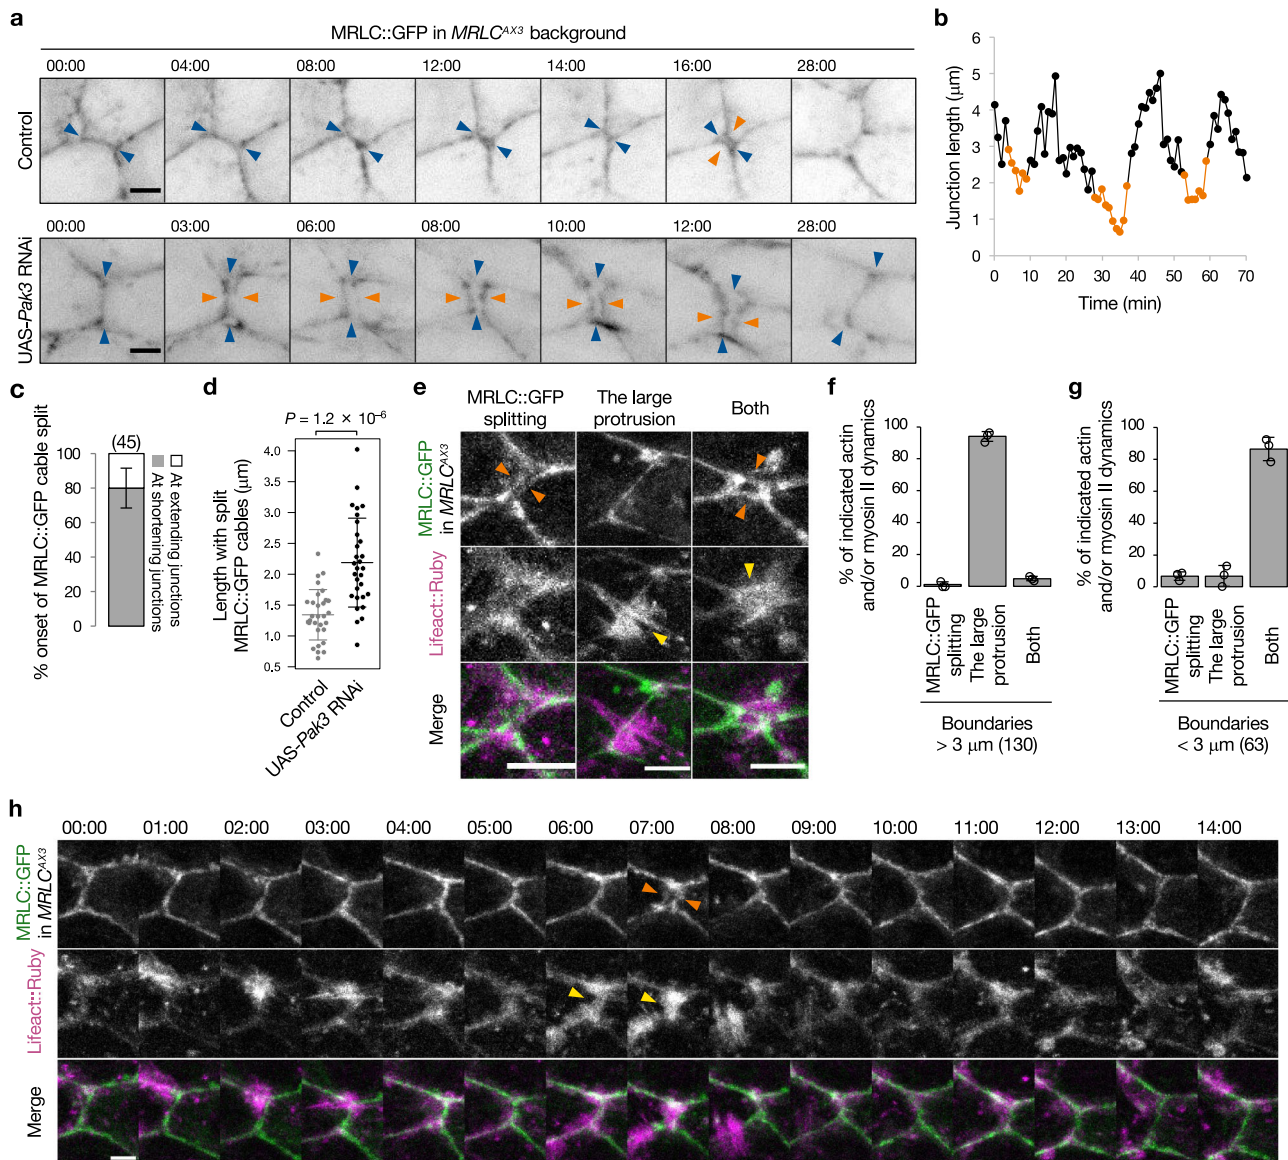 a
MRLC::GFP in MRLC^AX3 background
00:00 04:00 08:00 12:00 14:00 16:00 28:00
Control
00:00 03:00 06:00 08:00 10:00 12:00 28:00
UAS-Pak3 RNAi
b
Junction length (μm)
6
5
4
3
2
1
0
0 10 20 30 40 50 60 70
Time (min)
c
% onset of MRLC::GFP cable split
(45)
100
80
60
40
20
0
At extending junctions
At shortening junctions
d
P = 1.2 × 10⁻⁶
Length with split
MRLC::GFP cables (μm)
4.0
3.5
3.0
2.5
2.0
1.5
1.0
0,5
Control
UAS-Pak3 RNAi
e
MRLC::GFP
splitting
The large
protrusion
Both
MRLC::GFP
in MRLC^AX3
Lifeact::Ruby
Merge
f
% of indicated actin
and/or myosin II dynamics
100
80
60
40
20
0
MRLC::GFP
splitting
The large
protrusion
Both
Boundaries
> 3 μm (130)
g
% of indicated actin
and/or myosin II dynamics
100
80
60
40
20
0
MRLC::GFP
splitting
The large
protrusion
Both
Boundaries
< 3 μm (63)
h
00:00 01:00 02:00 03:00 04:00 05:00 06:00 07:00 08:00 09:00 10:00 11:00 12:00 13:00 14:00
MRLC::GFP
in MRLC^AX3
Lifeact::Ruby
Merge